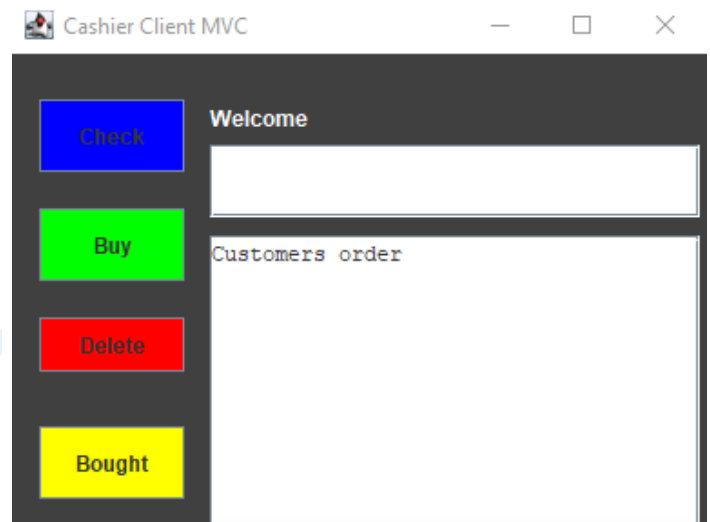 Cashier Client MVC
Check
Welcome
Buy
Customers order
Delete
Bought